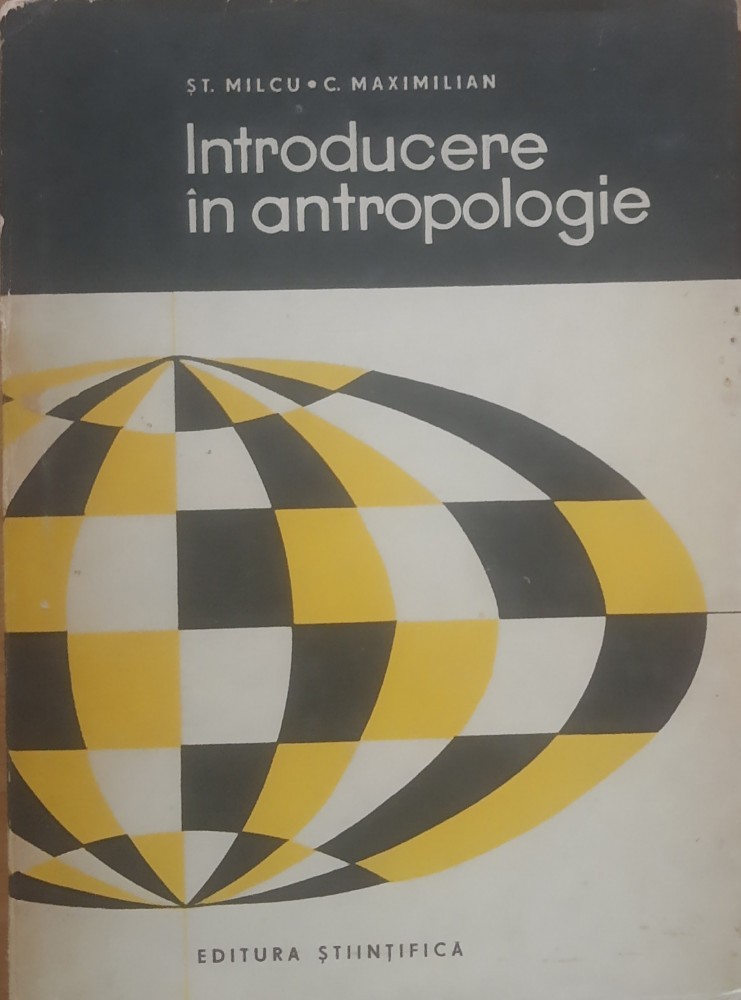 ȘT. MILCU • C. MAXIMILIAN
Introducere
în antropologie
EDITURA ȘTIINȚIFICĂ